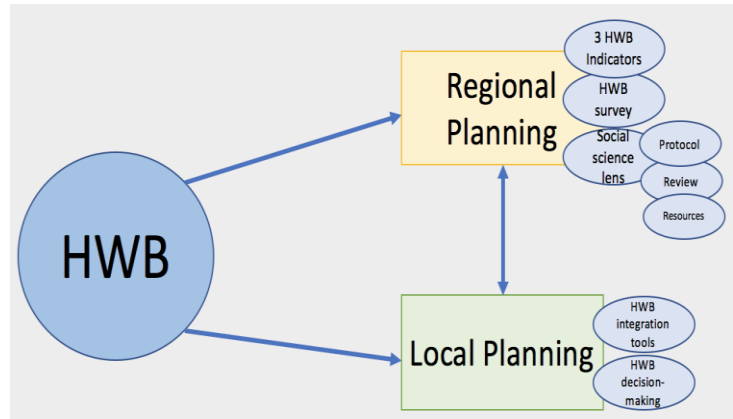 HWB
Regional
Planning
3 HWB
Indicators
HWB
survey
Social
science
lens
Protocol
Review
Resources
Local Planning
HWB
integration
tools
HWB
decision-
making